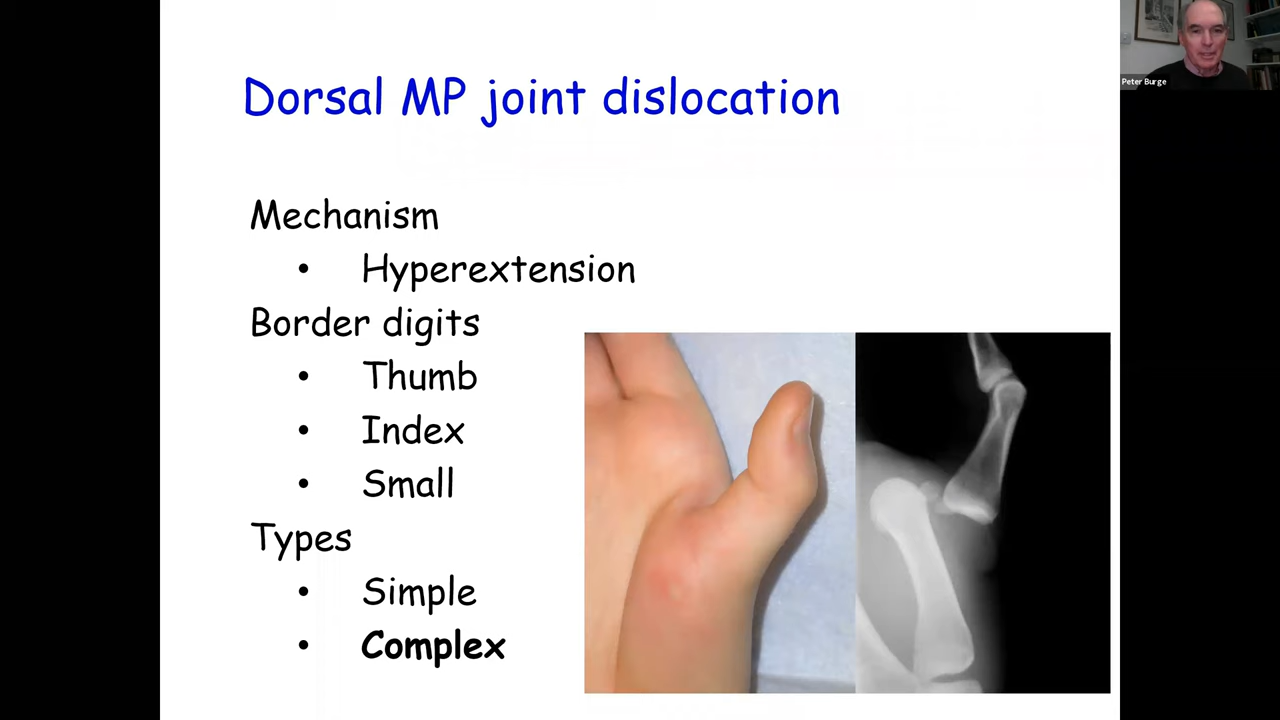 Dorsal MP joint dislocation
Peter Burge
Mechanism
• Hyperextension
Border digits
• Thumb
• Index
• Small
Types
• Simple
• Complex